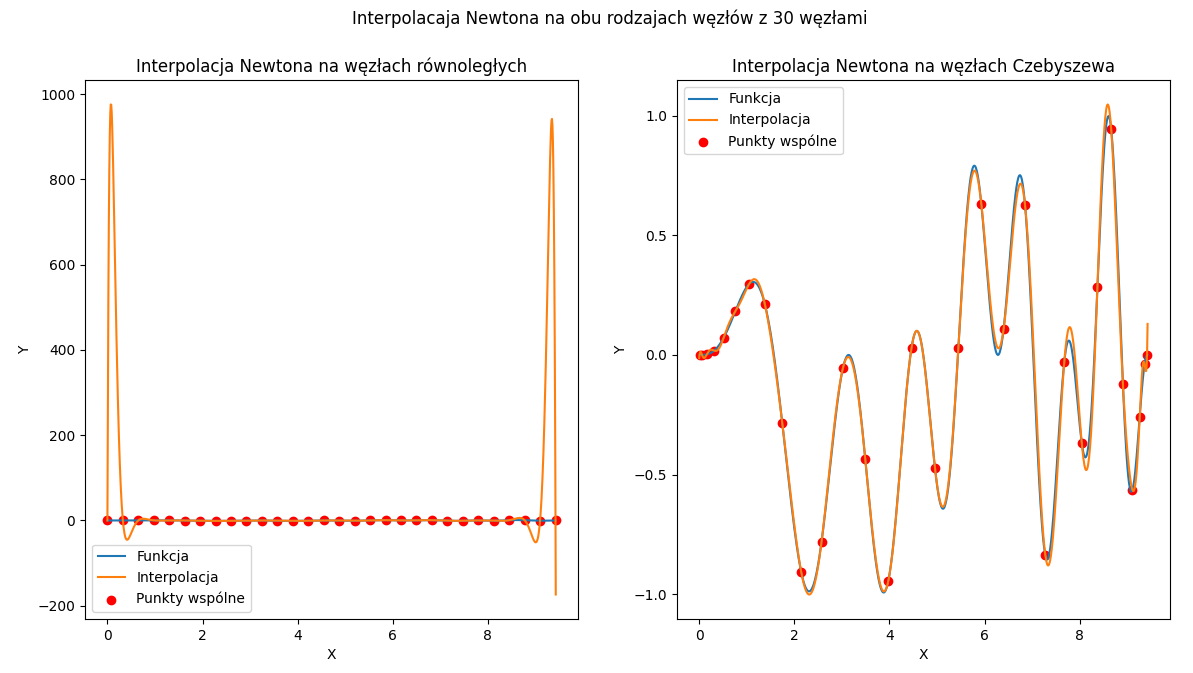 Interpolacaja Newtona na obu rodzajach węzłów z 30 węzłami
Interpolacja Newtona na węzłach równoległych
1000
800
600
400
200
0
−200
Y
0 2 4 6 8
X
Funkcja
Interpolacja
Punkty wspólne
Interpolacja Newtona na węzłach Czebyszewa
Funkcja
Interpolacja
Punkty wspólne
1.0
0.5
0.0
−0.5
−1.0
Y
0 2 4 6 8
X